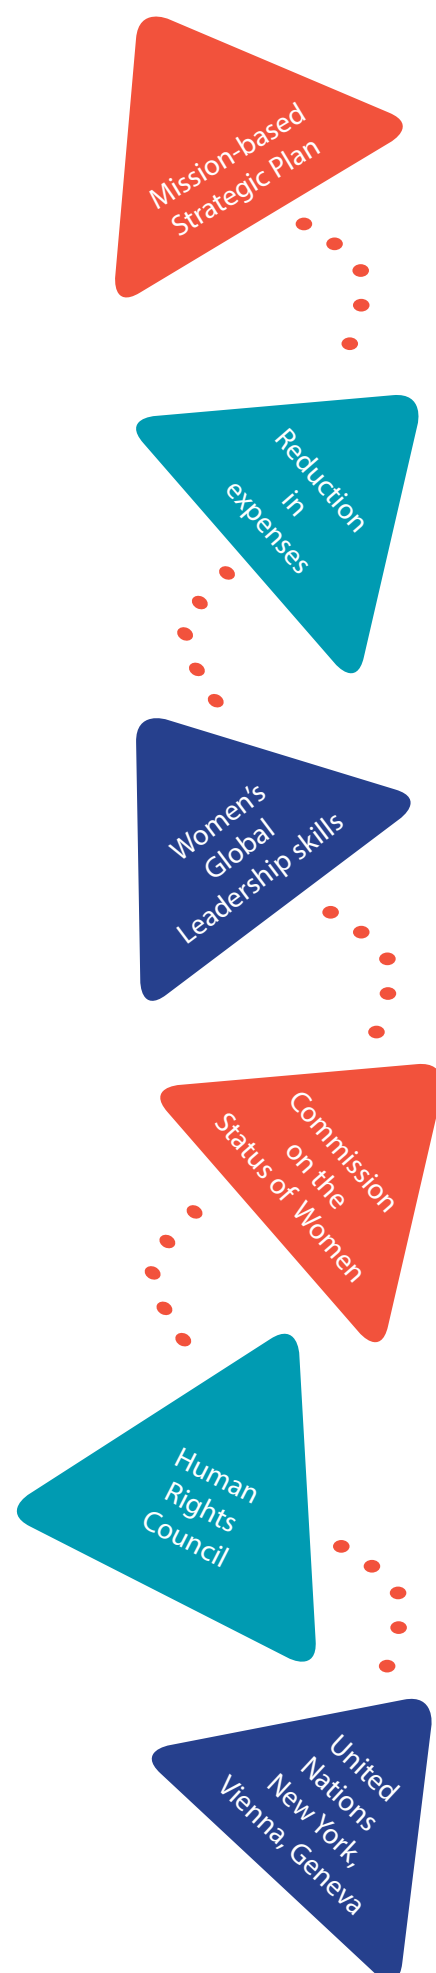 Mission-based
Strategic Plan
Reduction
in
expenses
Women’s
Global
Leadership skills
Commission
on the
Status of Women
Human
Rights
Council
United
Nations
New York,
Vienna, Geneva